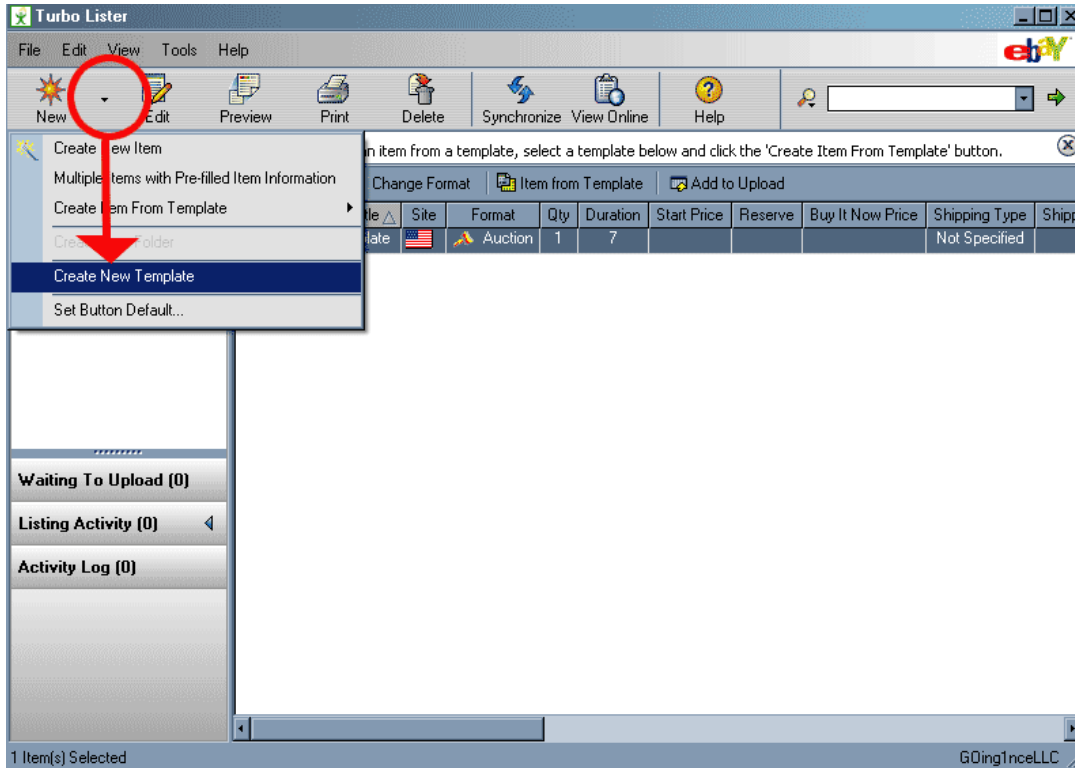 Turbo Lister
File Edit View Tools Help
ebaY
New Edit Preview Print Delete Synchronize View Online Help
Create New Item
item from a template, select a template below and click the 'Create Item From Template' button.
Multiple Items with Pre-filled Item Information
Change Format Item from Template Add to Upload
Create Item From Template
Site Format Qty Duration Start Price Reserve Buy It Now Price Shipping Type
Create Folder
Auction 1 7 Not Specified
Create New Template
Set Button Default...
Waiting To Upload (0)
Listing Activity (0)
Activity Log (0)
1 Item(s) Selected
GOing1nceLLC